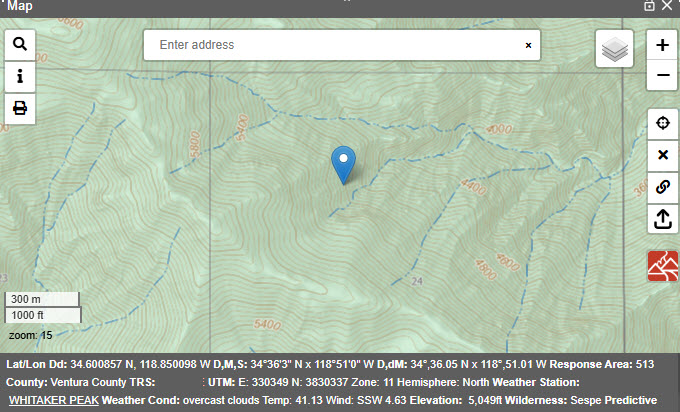 Map
Enter address
4000
5800
5400
3600
4400
4800
4800
24
23
5400
300 m
1000 ft
zoom: 15
Lat/Lon Dd: 34.600857 N, 118.850098 W D,M,S: 34°36'3" N x 118°51'0" W D,dM: 34°,36.05 N x 118°,51.01 W Response Area: 513
County: Ventura County TRS: UTM: E: 330349 N: 3830337 Zone: 11 Hemisphere: North Weather Station:
WHITAKER PEAK Weather Cond: overcast clouds Temp: 41.13 Wind: SSW 4.63 Elevation: 5,049ft Wilderness: Sespe Predictive